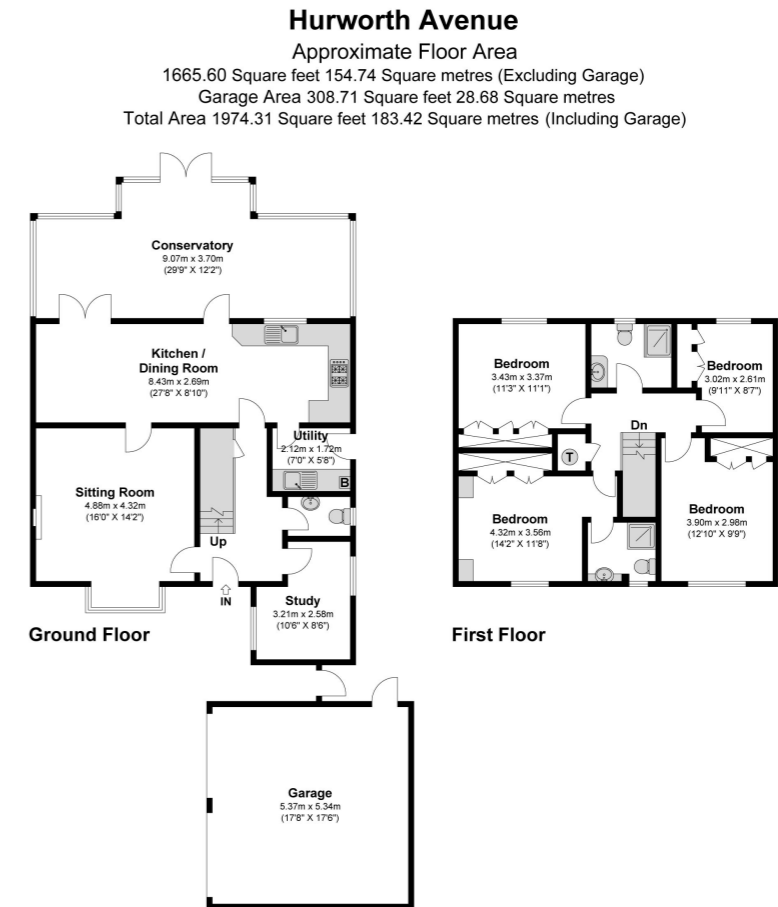 Hurworth Avenue
Approximate Floor Area
1665.60 Square feet 154.74 Square metres (Excluding Garage)
Garage Area 308.71 Square feet 28.68 Square metres
Total Area 1974.31 Square feet 183.42 Square metres (Including Garage)
Conservatory
9.07m x 3.70m
(29'9" X 12'2")
Kitchen /
Dining Room
8.43m x 2.69m
(27'8" X 8'10")
Utility
2.12m x 1.72m
(7'0" X 5'8")
B
Sitting Room
4.88m x 4.32m
(16'0" X 14'2")
Up
IN
Study
3.21m x 2.58m
(10'6" X 8'6")
Ground Floor
Garage
5.37m x 5.34m
(17'8" X 17'6")
Bedroom
3.43m x 3.37m
(11'3" X 11'1")
Bedroom
3.02m x 2.61m
(9'11" X 8'7")
Dn
T
Bedroom
4.32m x 3.56m
(14'2" X 11'8")
Bedroom
3.90m x 2.98m
(12'10" X 9'9")
First Floor